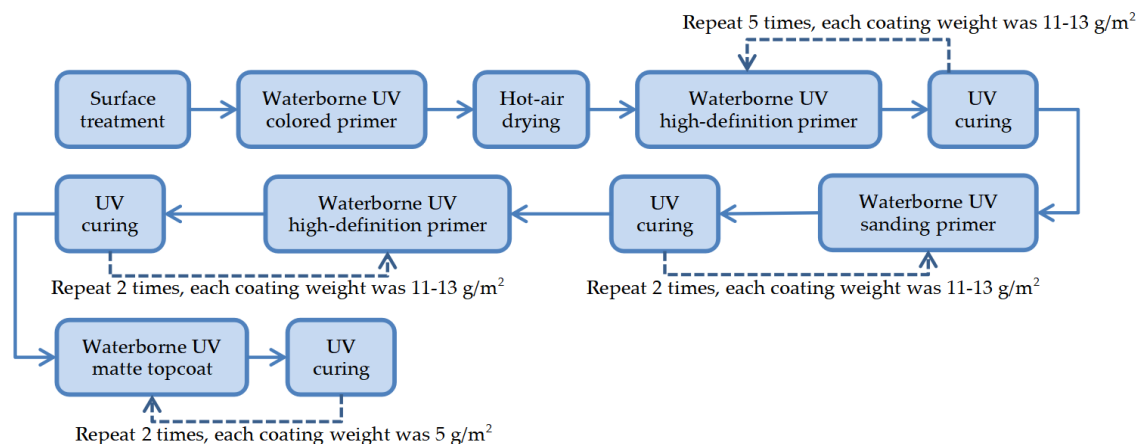 Repeat 5 times, each coating weight was 11-13 g/m²
Surface
treatment
Waterborne UV
colored primer
Hot-air
drying
Waterborne UV
high-definition primer
UV
curing
Waterborne UV
sanding primer
UV
curing
Repeat 2 times, each coating weight was 11-13 g/m²
Waterborne UV
high-definition primer
UV
curing
Repeat 2 times, each coating weight was 11-13 g/m²
Waterborne UV
matte topcoat
UV
curing
Repeat 2 times, each coating weight was 5 g/m²